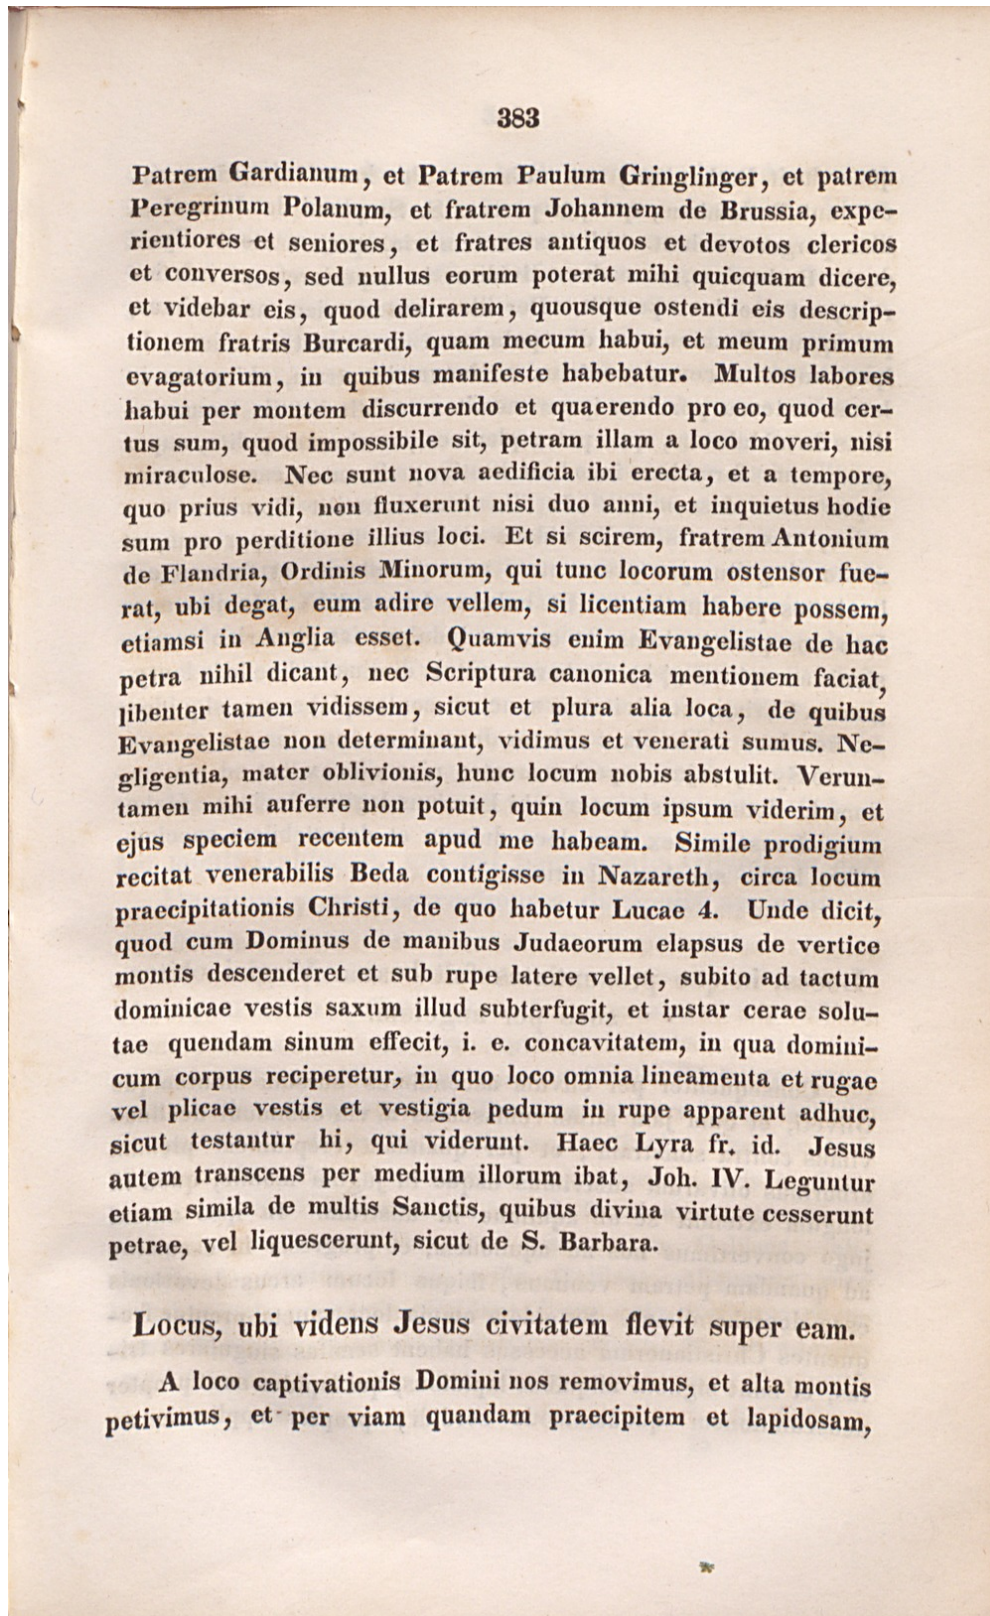 383
Patrem Gardianum, et Patrem Paulum Gringlinger, et patrem
Peregrinum Polanum, et fratrem Johannem de Brussia, expe-
rientiores et seniores, et fratres antiquos et devotos clericos
et conversos, sed nullus eorum poterat mihi quicquam dicere,
et videbar eis, quod delirarem, quousque ostendi eis descrip-
tionem fratris Burcardi, quam mecum habui, et meum primum
evagatorium, in quibus manifeste habebatur. Multos labores
habui per montem discurrendo et quaerendo pro eo, quod cer-
tus sum, quod impossibile sit, petram illam a loco moveri, nisi
miraculose. Nec sunt nova aedificia ibi erecta, et a tempore,
quo prius vidi, non fluxerunt nisi duo anni, et inquietus hodie
sum pro perditione illius loci. Et si scirem, fratrem Antonium
de Flandria, Ordinis Minorum, qui tunc locorum ostensor fue-
rat, ubi degat, eum adire vellem, si licentiam habere possem,
etiamsi in Anglia esset. Quamvis enim Evangelistae de hac
petra nihil dicant, nec Scriptura canonica mentionem faciat,
libenter tamen vidissem, sicut et plura alia loca, de quibus
Evangelistae non determinant, vidimus et venerati sumus. Ne-
gligentia, mater oblivionis, hunc locum nobis abstulit. Verun-
tamen mihi auferre non potuit, quin locum ipsum viderim, et
ejus speciem recentem apud me habeam. Simile prodigium
recitat venerabilis Beda contigisse in Nazareth, circa locum
praecipitationis Christi, de quo habetur Lucae 4. Unde dicit,
quod cum Dominus de manibus Judaeorum elapsus de vertice
montis descenderet et sub rupe latere vellet, subito ad tactum
dominicae vestis saxum illud subterfugit, et instar cerae solu-
tae quendam sinum effecit, i. e. concavitatem, in qua domini-
cum corpus reciperetur, in quo loco omnia lineamenta et rugae
vel plicae vestis et vestigia pedum in rupe apparent adhuc,
sicut testantur hi, qui viderunt. Haec Lyra fr. id. Jesus
autem transcens per medium illorum ibat, Joh. IV. Leguntur
etiam simila de multis Sanctis, quibus divina virtute cesserunt
petrae, vel liquescerunt, sicut de S. Barbara.
Locus, ubi videns Jesus civitatem flevit super eam.
A loco captivationis Domini nos removimus, et alta montis
petivimus, et per viam quandam praecipitem et lapidosam,